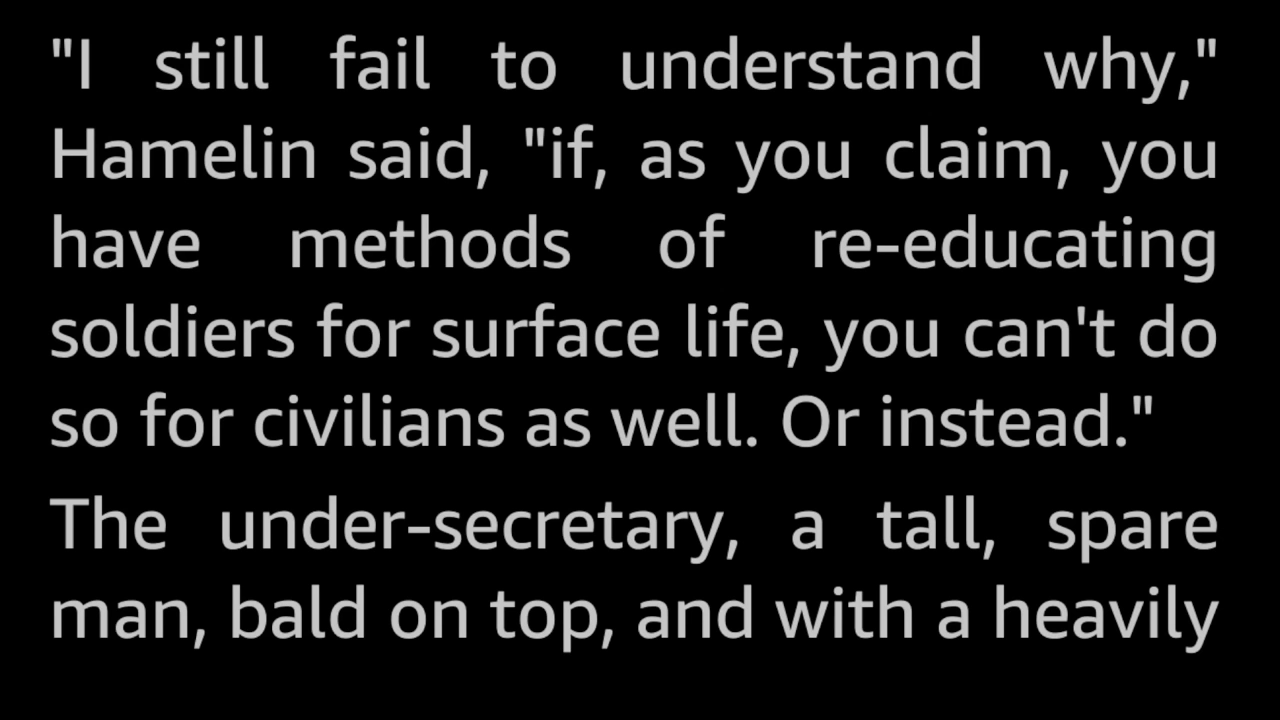 "I still fail to understand why,"
Hamelin said, "if, as you claim, you
have methods of re-educating
soldiers for surface life, you can't do
so for civilians as well. Or instead."
The under-secretary, a tall, spare
man, bald on top, and with a heavily